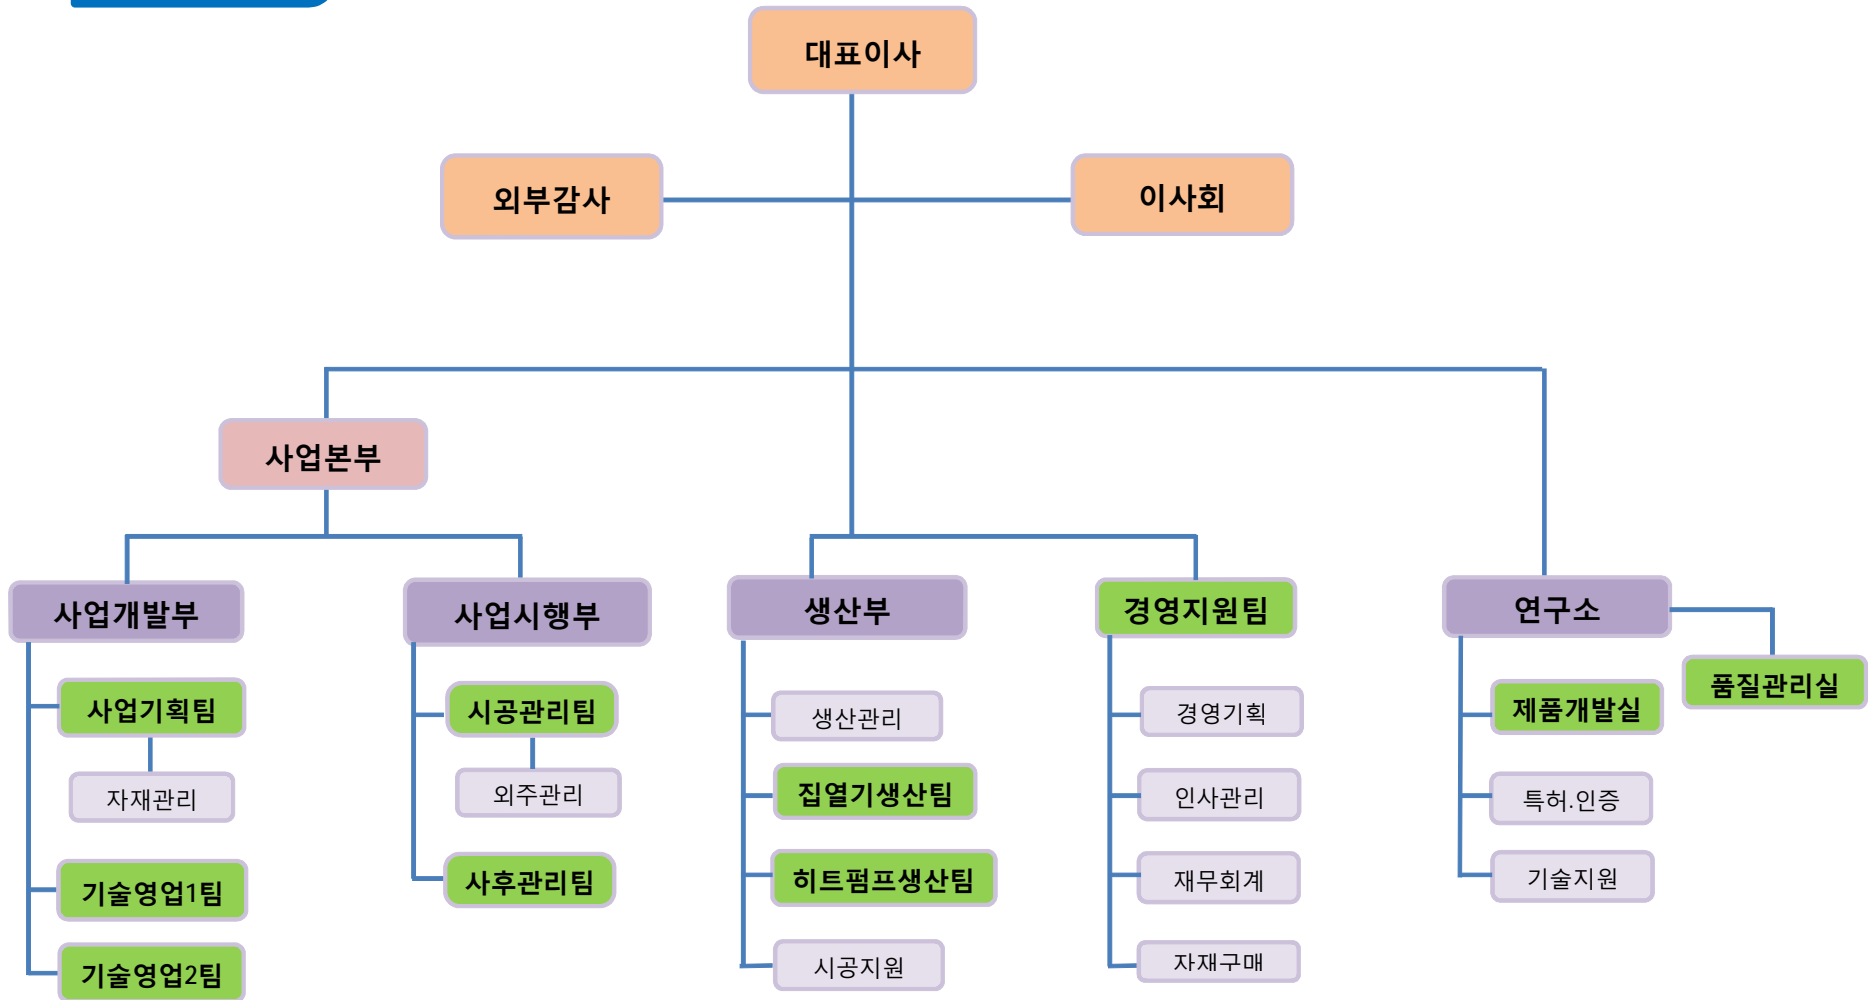 대표이사
외부감사
이사회
사업본부
사업개발부
사업시행부
생산부
경영지원팀
연구소
품질관리실
사업기획팀
자재관리
기술영업1팀
기술영업2팀
시공관리팀
외주관리
사후관리팀
생산관리
집열기생산팀
히트펌프생산팀
시공지원
경영기획
인사관리
재무회계
자재구매
제품개발실
특허.인증
기술지원